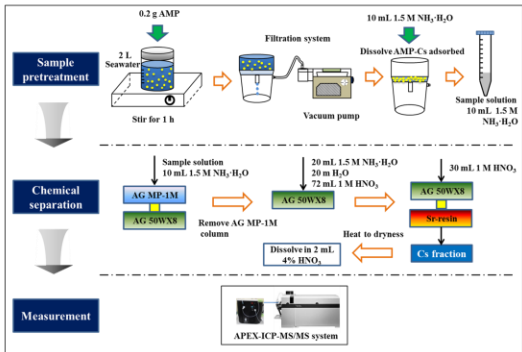 0.2 g AMP
10 mL 1.5 M NH₃·H₂O
2 L
Seawater
Filtration system
Dissolve AMP-Cs adsorbed
Sample
pretreatment
Stir for 1 h
Vacuum pump
Sample solution
10 mL 1.5 M
NH₃·H₂O
Sample solution
10 mL 1.5 M NH₃·H₂O
20 mL 1.5 M NH₃·H₂O
20 m H₂O
72 mL 1 M HNO₃
30 mL 1 M HNO₃
Chemical
separation
AG MP-1M
AG 50WX8
Remove AG MP-1M
column
AG 50WX8
AG 50WX8
Sr-resin
Heat to dryness
Dissolve in 2 mL
4% HNO₃
Cs fraction
Measurement
APEX-ICP-MS/MS system